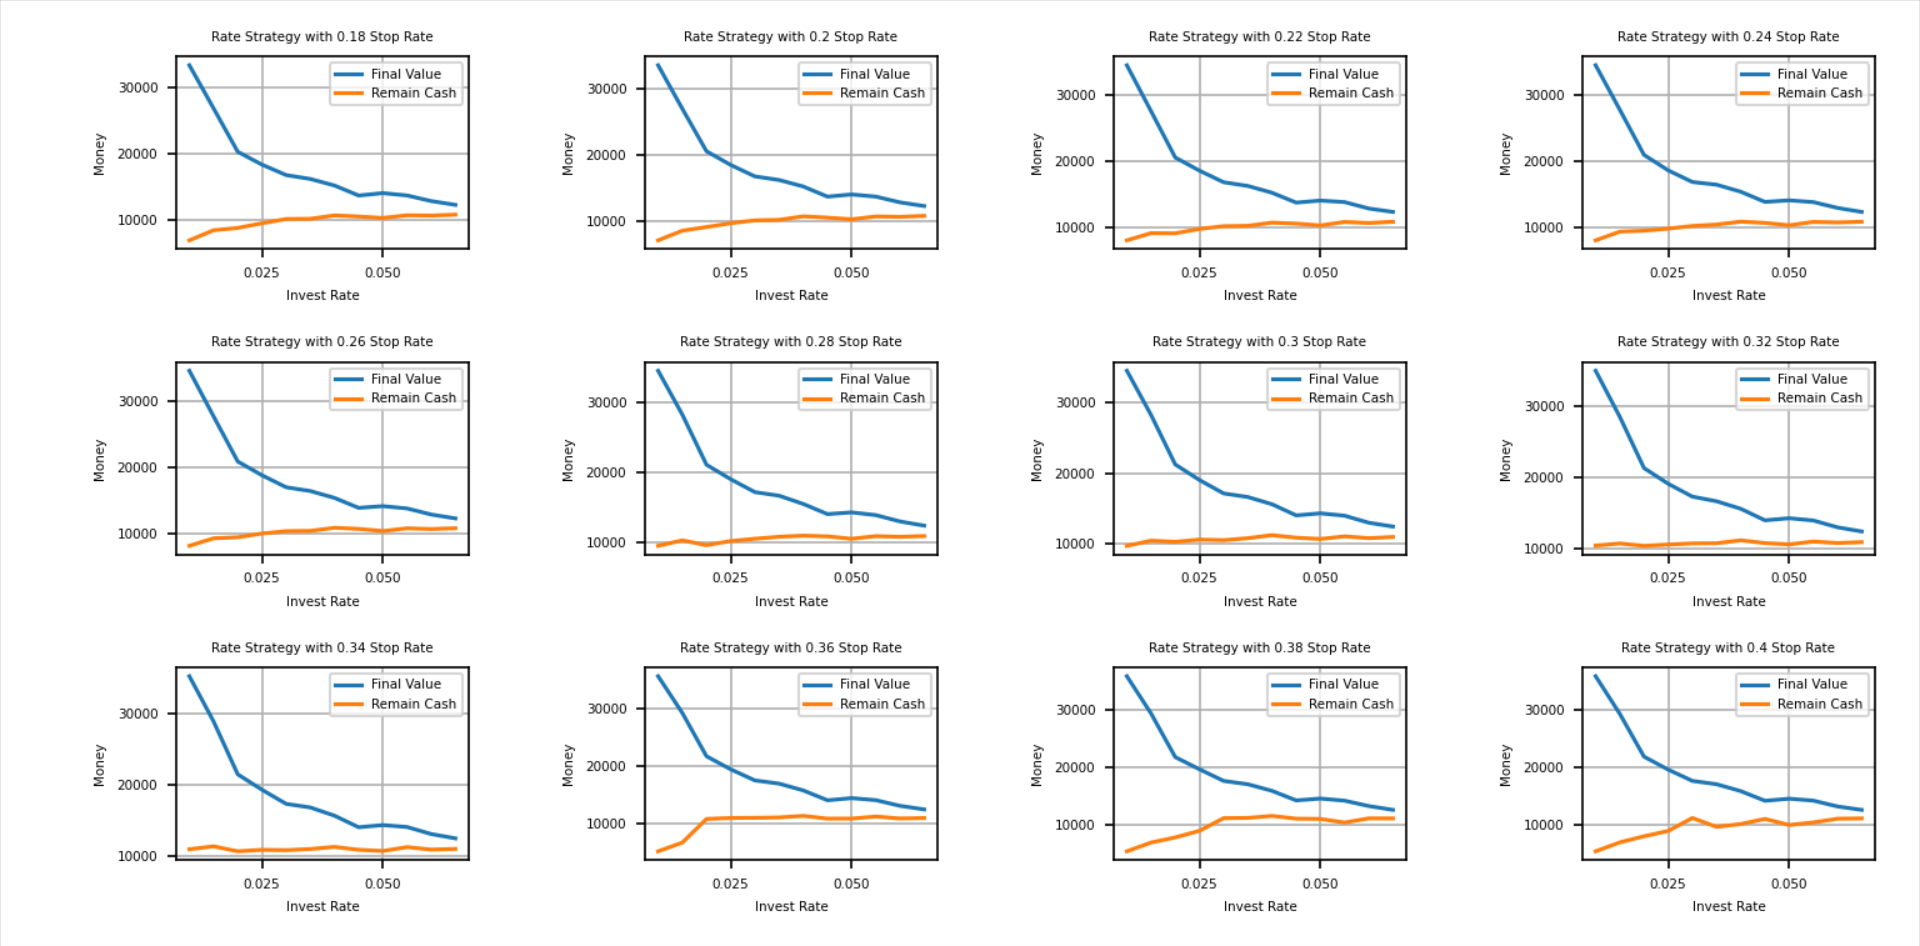 Rate Strategy with 0.18 Stop Rate
Final Value
Remain Cash
30000
20000
10000
Money
0.025 0.050
Invest Rate
Rate Strategy with 0.2 Stop Rate
Final Value
Remain Cash
30000
20000
10000
Money
0.025 0.050
Invest Rate
Rate Strategy with 0.22 Stop Rate
Final Value
Remain Cash
30000
20000
10000
Money
0.025 0.050
Invest Rate
Rate Strategy with 0.24 Stop Rate
Final Value
Remain Cash
30000
20000
10000
Money
0.025 0.050
Invest Rate
Rate Strategy with 0.26 Stop Rate
Final Value
Remain Cash
30000
20000
10000
Money
0.025 0.050
Invest Rate
Rate Strategy with 0.28 Stop Rate
Final Value
Remain Cash
30000
20000
10000
Money
0.025 0.050
Invest Rate
Rate Strategy with 0.3 Stop Rate
Final Value
Remain Cash
30000
20000
10000
Money
0.025 0.050
Invest Rate
Rate Strategy with 0.32 Stop Rate
Final Value
Remain Cash
30000
20000
10000
Money
0.025 0.050
Invest Rate
Rate Strategy with 0.34 Stop Rate
Final Value
Remain Cash
30000
20000
10000
Money
0.025 0.050
Invest Rate
Rate Strategy with 0.36 Stop Rate
Final Value
Remain Cash
30000
20000
10000
Money
0.025 0.050
Invest Rate
Rate Strategy with 0.38 Stop Rate
Final Value
Remain Cash
30000
20000
10000
Money
0.025 0.050
Invest Rate
Rate Strategy with 0.4 Stop Rate
Final Value
Remain Cash
30000
20000
10000
Money
0.025 0.050
Invest Rate